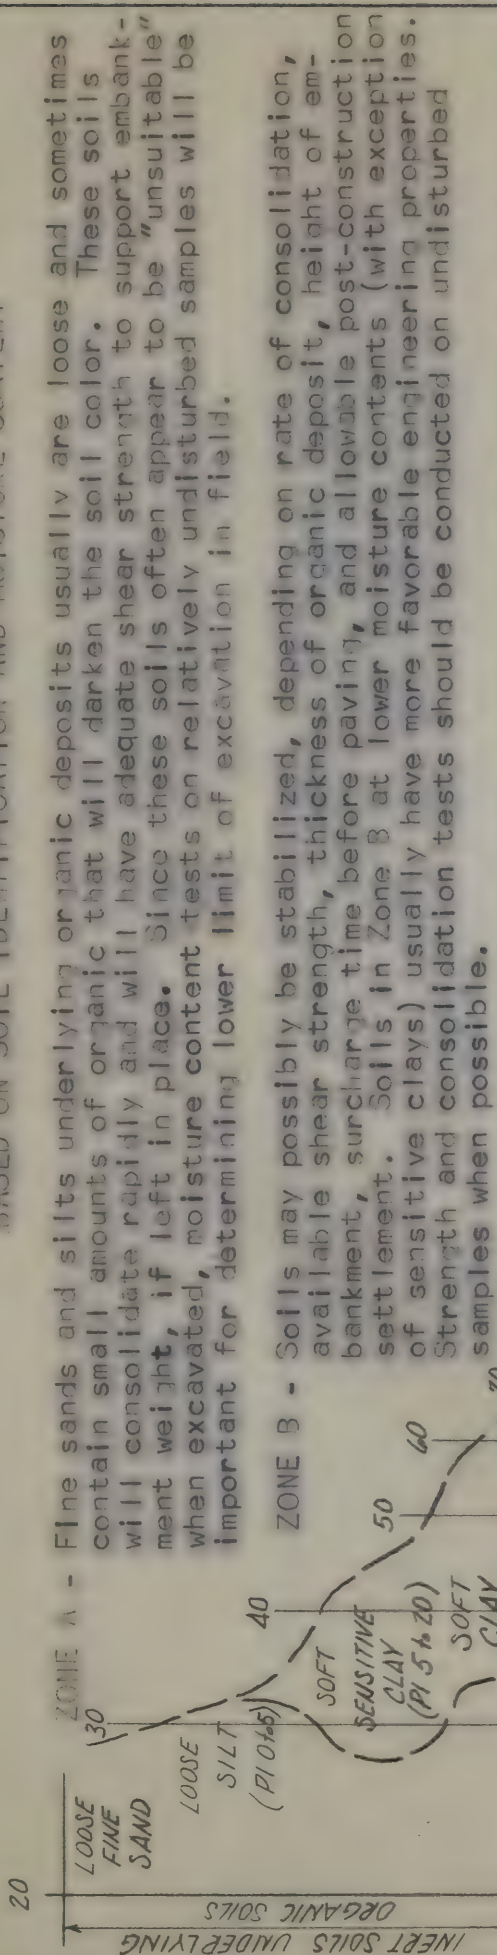 BASED ON SOIL IDENTIFICATION AND MOISTURE CONTENT
ZONE A - Fine sands and silts underlying organic deposits usually are loose and sometimes
contain small amounts of organic that will darken the soil color. These soils
will consolidate rapidly and will have adequate shear strength to support embank-
ment weight, if left in place. Since these soils often appear to be "unsuitable"
when excavated, moisture content tests on relatively undisturbed samples will be
important for determining lower limit of excavation in field.
ZONE B - Soils may possibly be stabilized, depending on rate of consolidation,
available shear strength, thickness of organic deposit, height of em-
bankment, surcharge time before paving, and allowable post-construction
settlement. Soils in Zone B at lower moisture contents (with exception
of sensitive clays) usually have more favorable engineering properties.
Strength and consolidation tests should be conducted on undisturbed
samples when possible.
20
30
40
50
60
70
LOOSE
FINE
SAND
LOOSE
SILT
(PI 0 to 5)
SOFT
SENSITIVE
CLAY
(PI 5 to 20)
SOFT
CLAY
ORGANIC SOILS
INERT SOILS UNDERLYING